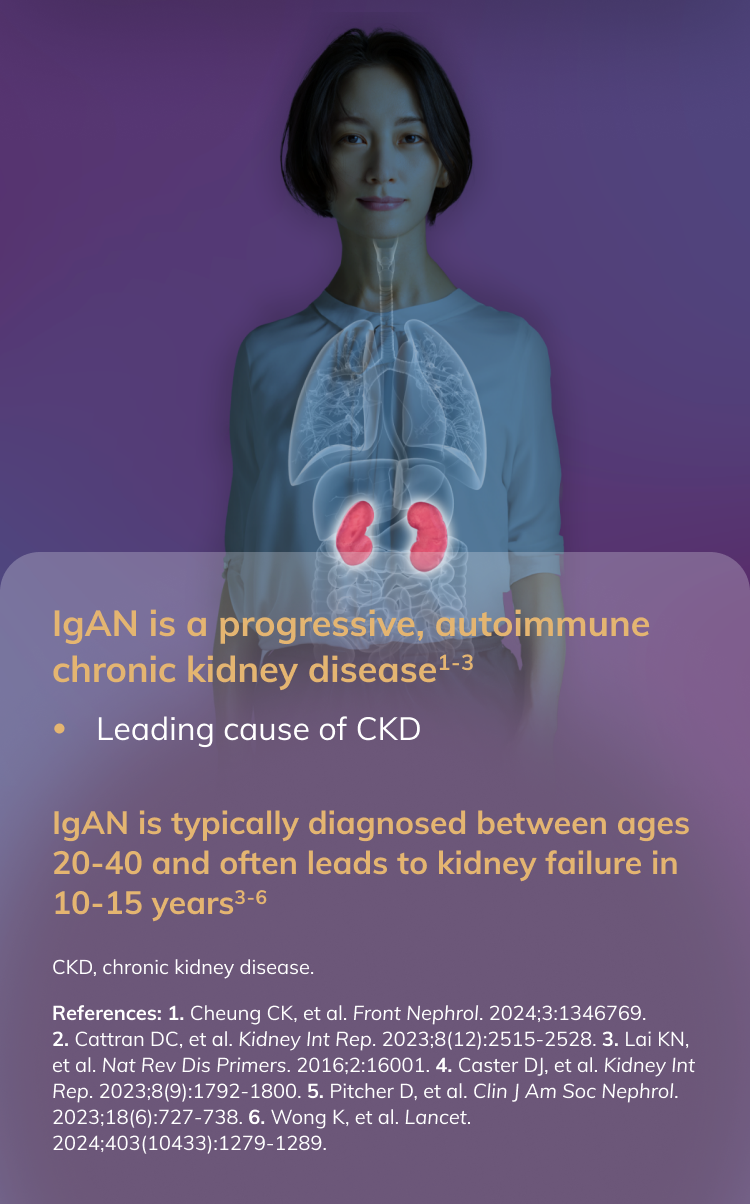 IgAN is a progressive, autoimmune
chronic kidney disease1-3
• Leading cause of CKD
IgAN is typically diagnosed between ages
20-40 and often leads to kidney failure in
10-15 years3-6
CKD, chronic kidney disease.
References: 1. Cheung CK, et al. Front Nephrol. 2024;3:1346769.
2. Cattran DC, et al. Kidney Int Rep. 2023;8(12):2515-2528. 3. Lai KN,
et al. Nat Rev Dis Primers. 2016;2:16001. 4. Caster DJ, et al. Kidney Int
Rep. 2023;8(9):1792-1800. 5. Pitcher D, et al. Clin J Am Soc Nephrol.
2023;18(6):727-738. 6. Wong K, et al. Lancet.
2024;403(10433):1279-1289.